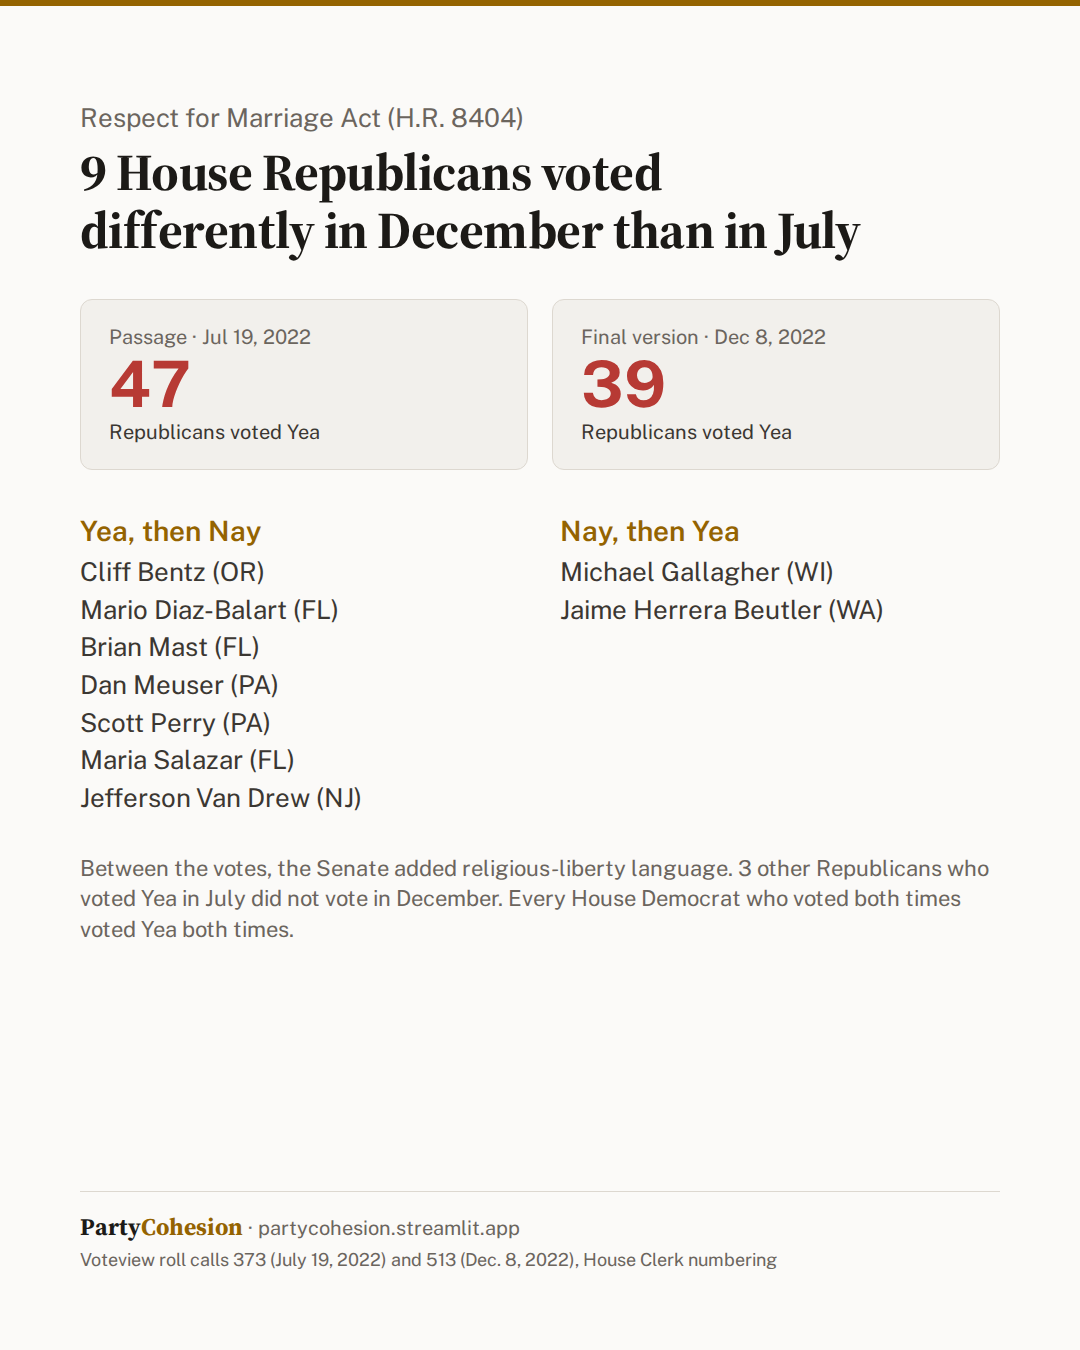 Respect for Marriage Act (H.R. 8404)
9 House Republicans voted
differently in December than in July
Passage · Jul 19, 2022
47
Republicans voted Yea
Final version · Dec 8, 2022
39
Republicans voted Yea
Yea, then Nay
Cliff Bentz (OR)
Mario Diaz-Balart (FL)
Brian Mast (FL)
Dan Meuser (PA)
Scott Perry (PA)
Maria Salazar (FL)
Jefferson Van Drew (NJ)
Nay, then Yea
Michael Gallagher (WI)
Jaime Herrera Beutler (WA)
Between the votes, the Senate added religious-liberty language. 3 other Republicans who
voted Yea in July did not vote in December. Every House Democrat who voted both times
voted Yea both times.
PartyCohesion · partycohesion.streamlit.app
Voteview roll calls 373 (July 19, 2022) and 513 (Dec. 8, 2022), House Clerk numbering